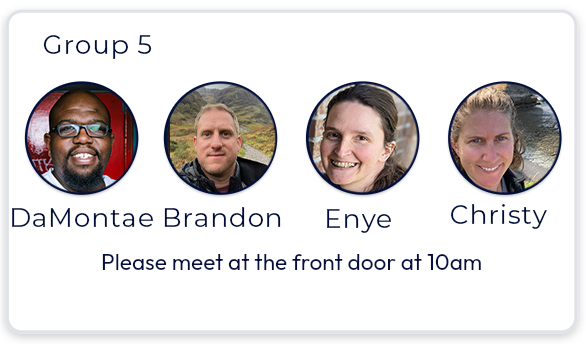 Group 5
DaMontae Brandon Enye Christy
Please meet at the front door at 10am